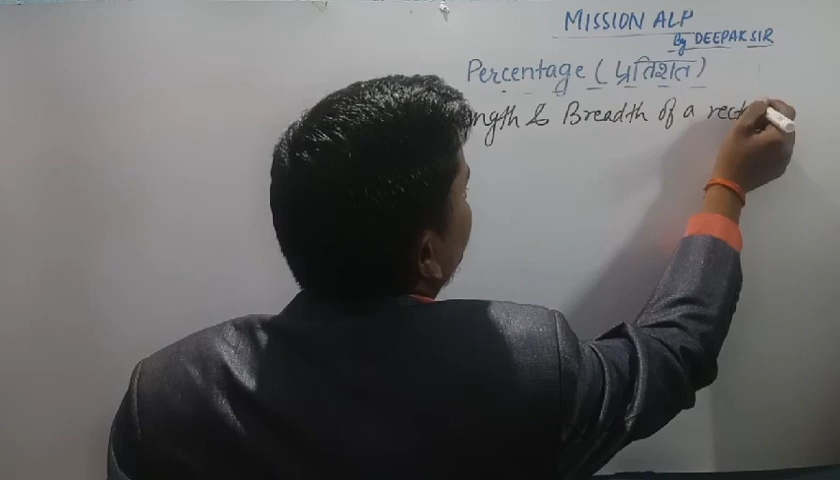 MISSION ALP
By DEEPAK SIR
Percentage (प्रतिशत)
& Breadth of a